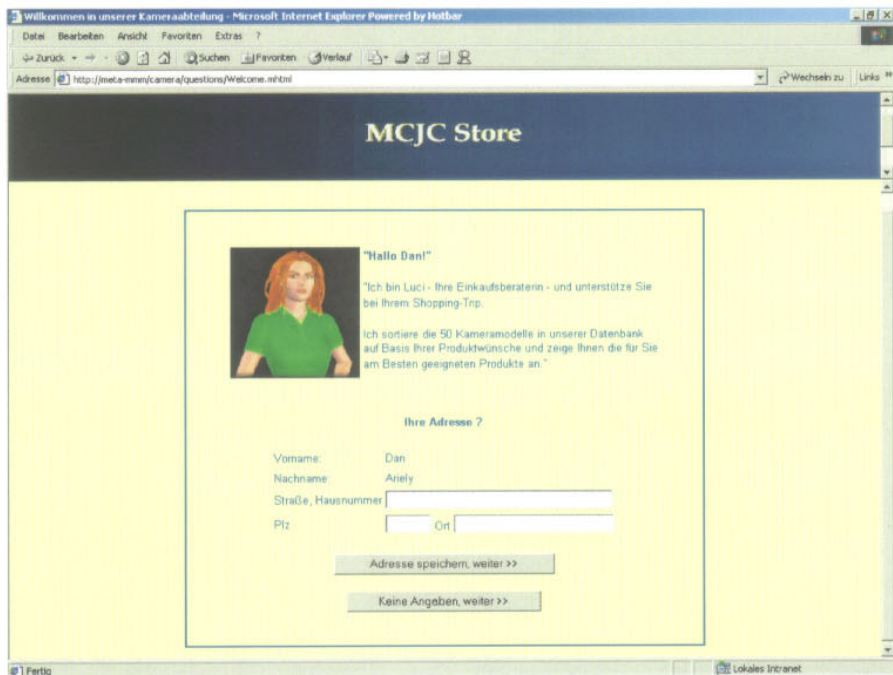 Willkommen in unserer Kameraabteilung - Microsoft Internet Explorer Powered by Hotbar
Datei Bearbeiten Ansicht Favoriten Extras ?
Zurück Suchen Favoriten Verlauf
Adresse http://meta-mmm/camera/questions/Welcome.mhtml Wechseln zu Links »
MCJC Store
"Hallo Dan!"
"Ich bin Luci - Ihre Einkaufsberaterin - und unterstütze Sie
bei Ihrem Shopping-Trip.
Ich sortiere die 50 Kameramodelle in unserer Datenbank
auf Basis Ihrer Produktwünsche und zeige Ihnen die für Sie
am Besten geeigneten Produkte an."
Ihre Adresse ?
Vorname: Dan
Nachname: Ariely
Straße, Hausnummer
Plz Ort
Adresse speichern, weiter >>
Keine Angaben, weiter >>
Fertig Lokales Intranet